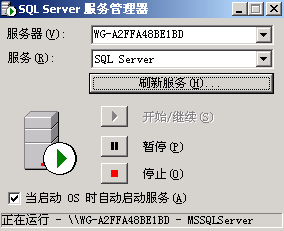 SQL Server 服务管理器
服务器(V): WG-A2FFA48BE1BD
服务(R): SQL Server
刷新服务(H)...
开始/继续(S)
暂停(P)
停止(O)
当启动 OS 时自动启动服务(A)
正在运行 - \\WG-A2FFA48BE1BD - MSSQLServer